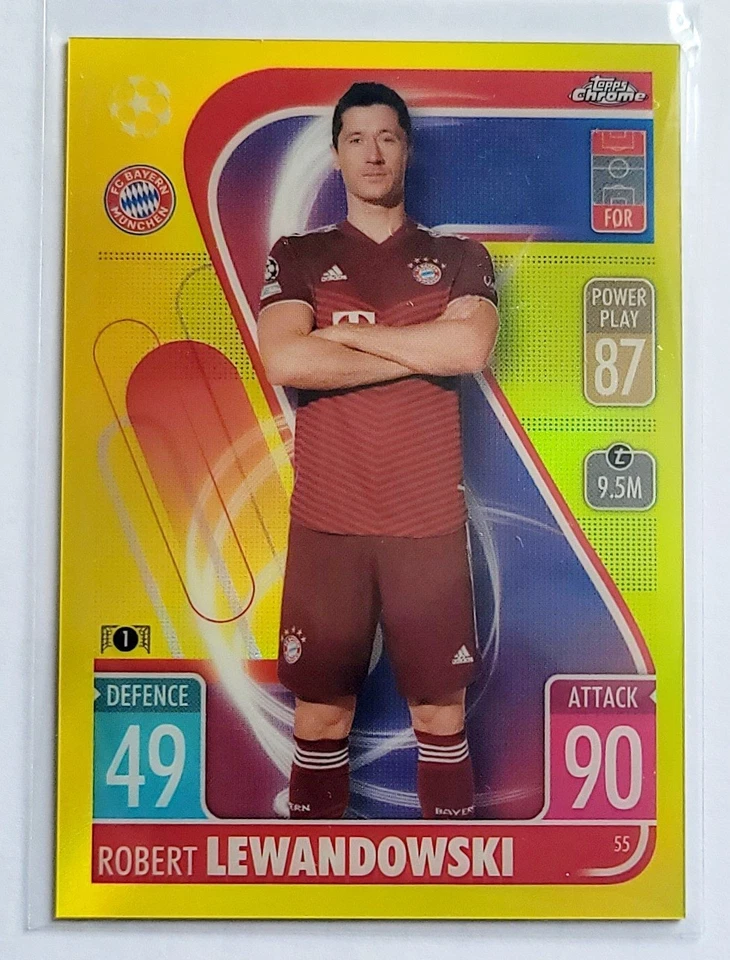 topps
Chrome
FC BAYERN
MÜNCHEN
FOR
POWER
PLAY
87
T
t
9.5M
1
DEFENCE
49
ATTACK
90
BAYERN
ROBERT LEWANDOWSKI
55